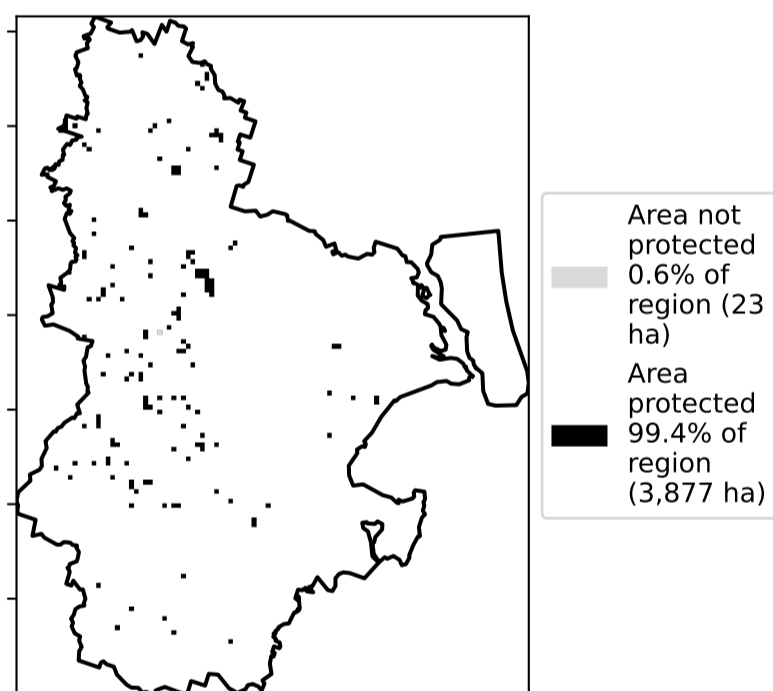 Area not
protected
0.6% of
region (23
ha)
Area
protected
99.4% of
region
(3,877 ha)